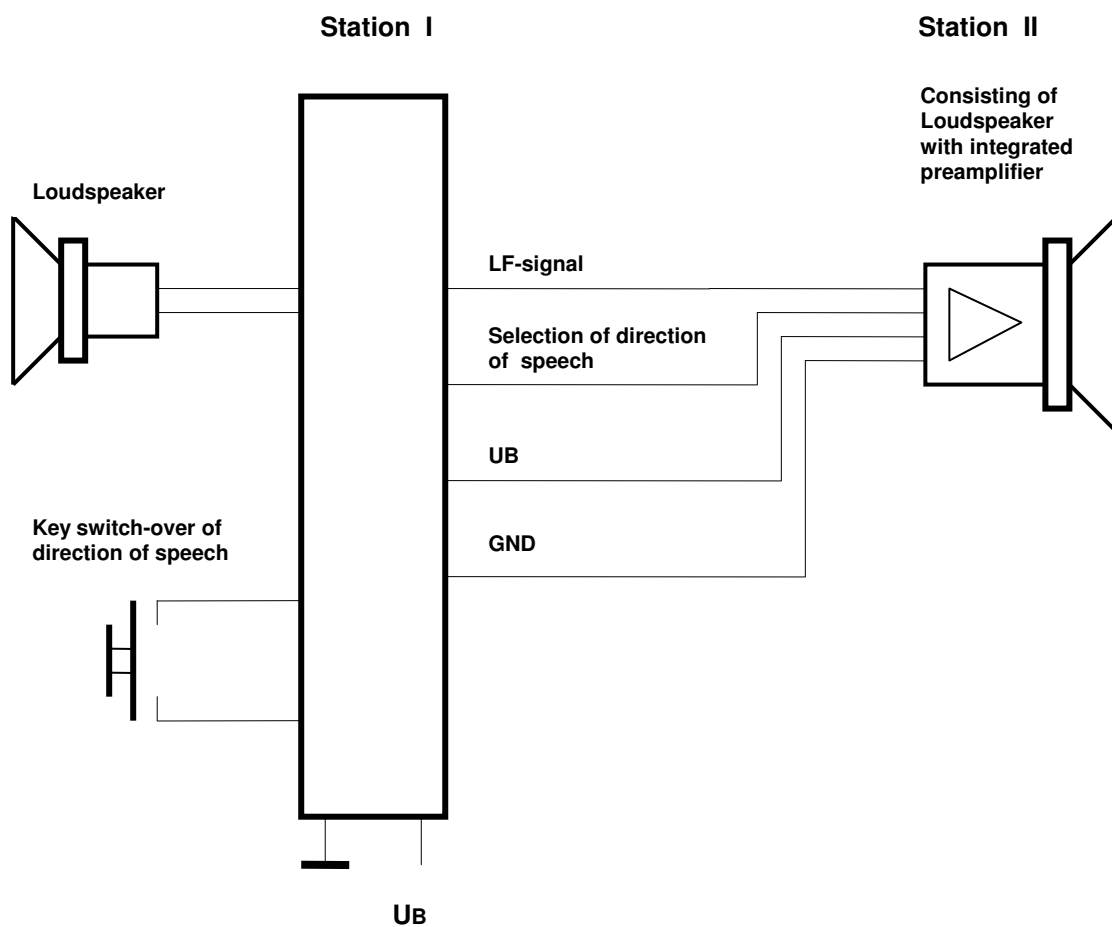 Station I
Station II
Consisting of
Loudspeaker
with integrated
preamplifier
Loudspeaker
LF-signal
Selection of direction
of speech
UB
Key switch-over of
direction of speech
GND
UB